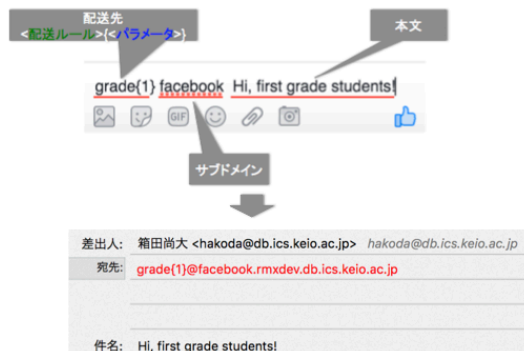 配送先
<配送ルール>{<パラメータ>}
本文
grade{1} facebook Hi, first grade students!
GIF
サブドメイン
差出人: 箱田尚大 <hakoda@db.ics.keio.ac.jp> hakoda@db.ics.keio.ac.jp
宛先: grade{1}@facebook.rmxdev.db.ics.keio.ac.jp
件名: Hi, first grade students!